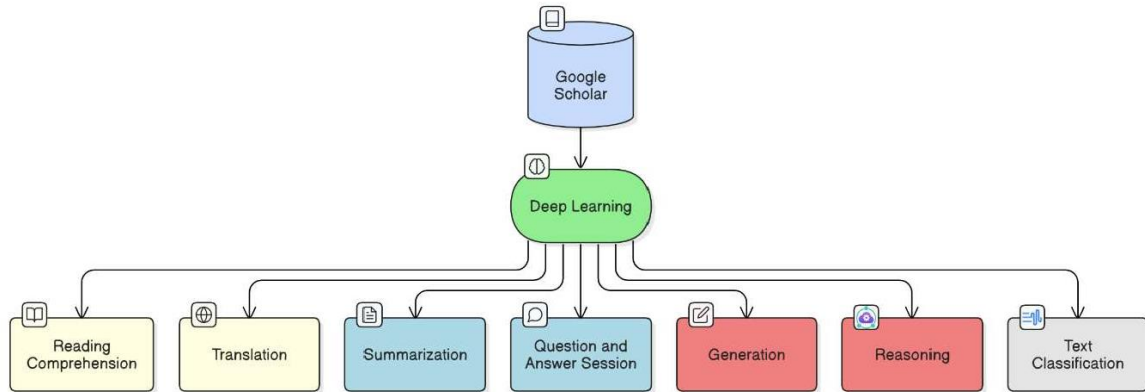 Google
Scholar
Deep Learning
Reading
Comprehension
Translation
Summarization
Question and
Answer Session
Generation
Reasoning
Text
Classification